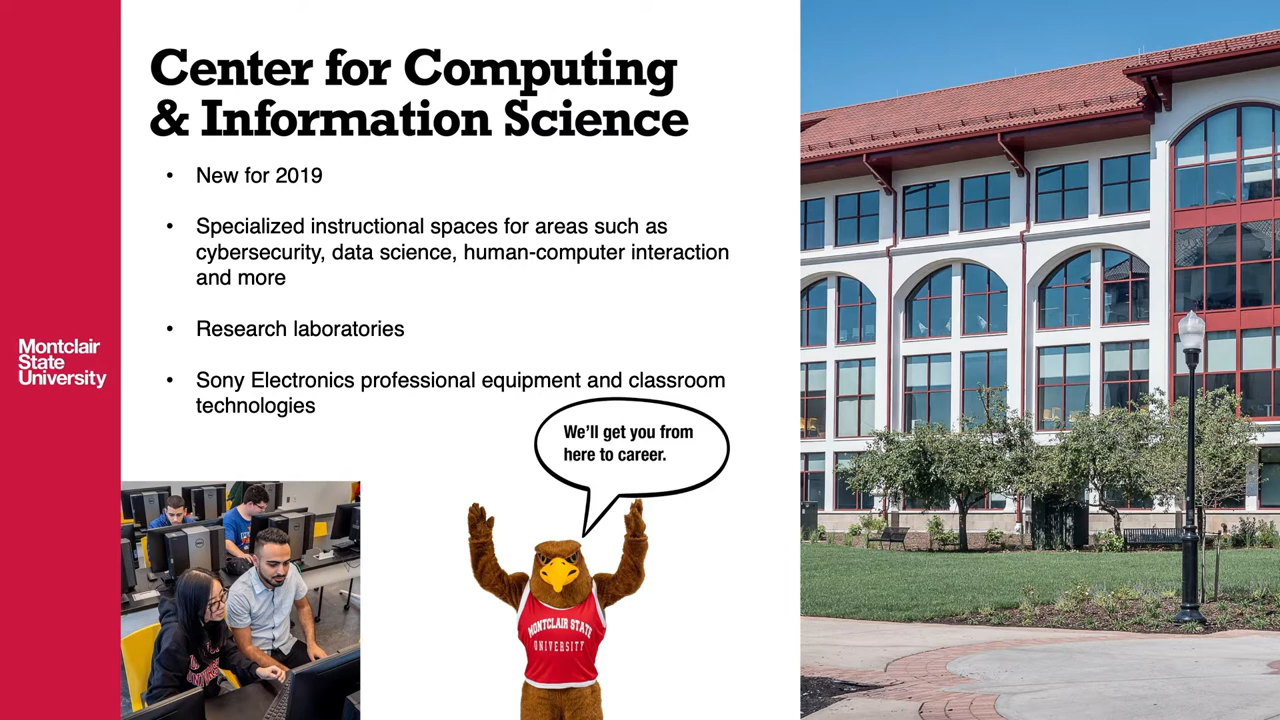 Center for Computing
& Information Science
• New for 2019
• Specialized instructional spaces for areas such as
cybersecurity, data science, human-computer interaction
and more
• Research laboratories
• Sony Electronics professional equipment and classroom
technologies
Montclair
State
University
We'll get you from
here to career.
MONTCLAIR STATE
UNIVERSITY